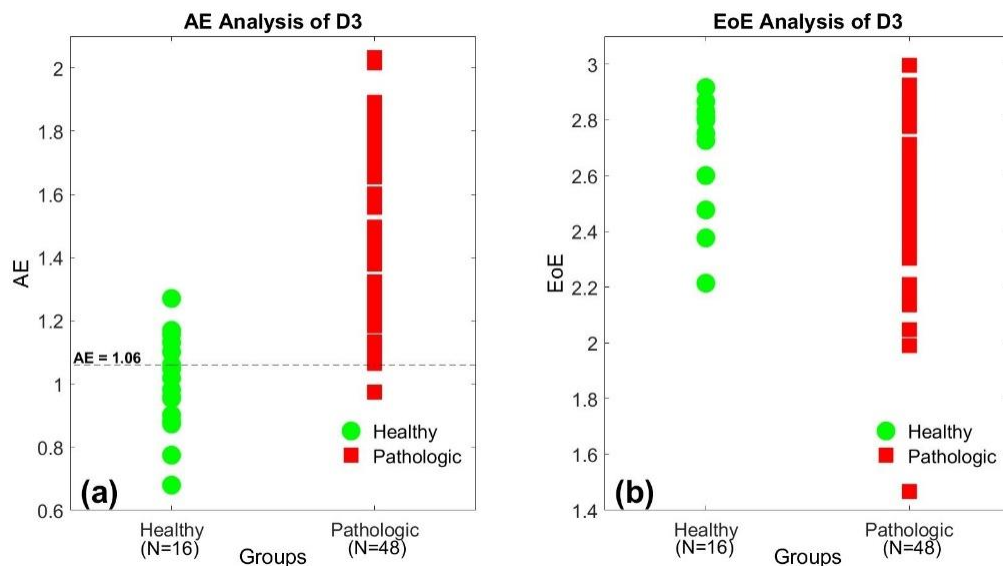 AE Analysis of D3
2
1.8
1.6
1.4
1.2
1
0.8
0.6
AE
AE = 1.06
Healthy
Pathologic
(a)
Healthy
(N=16)
Pathologic
(N=48)
Groups
EoE Analysis of D3
3
2.8
2.6
2.4
2.2
2
1.8
1.6
1.4
EoE
Healthy
Pathologic
(b)
Healthy
(N=16)
Pathologic
(N=48)
Groups